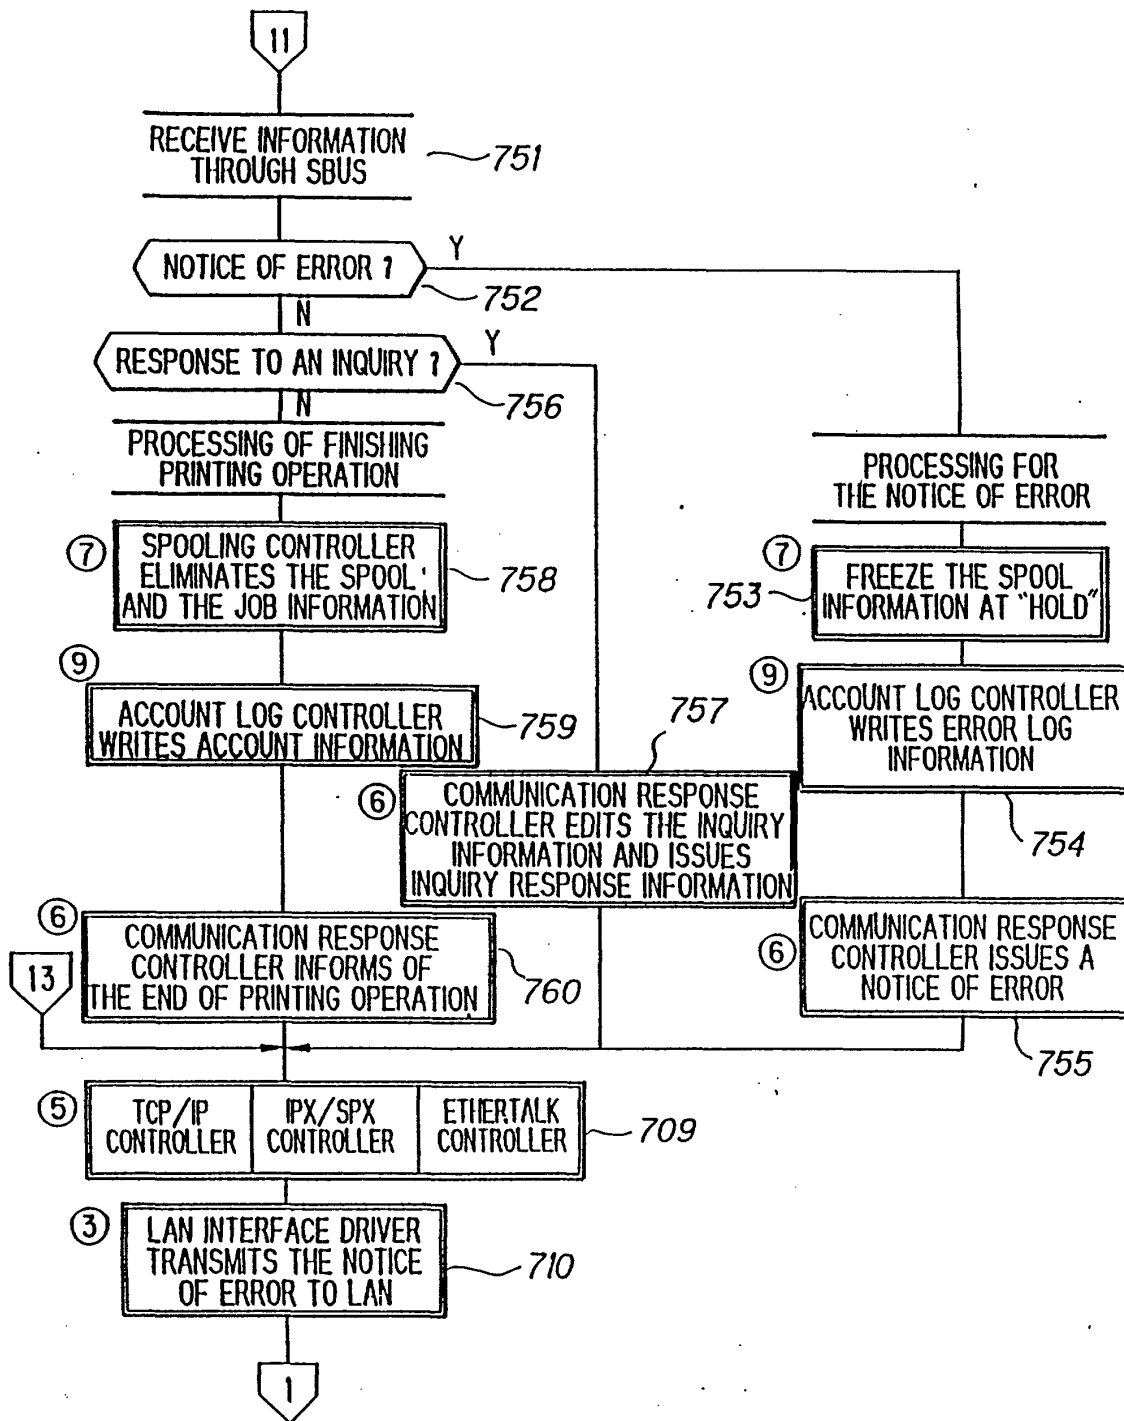 11
RECEIVE INFORMATION
THROUGH SBUS
751
NOTICE OF ERROR ?
Y
752
N
RESPONSE TO AN INQUIRY ?
Y
756
N
PROCESSING OF FINISHING
PRINTING OPERATION
PROCESSING FOR
THE NOTICE OF ERROR
⑦
SPOOLING CONTROLLER
ELIMINATES THE SPOOL
AND THE JOB INFORMATION
758
⑦
753
FREEZE THE SPOOL
INFORMATION AT "HOLD"
⑨
ACCOUNT LOG CONTROLLER
WRITES ACCOUNT INFORMATION
759
757
⑨
ACCOUNT LOG CONTROLLER
WRITES ERROR LOG
INFORMATION
754
⑥
COMMUNICATION RESPONSE
CONTROLLER EDITS THE INQUIRY
INFORMATION AND ISSUES
INQUIRY RESPONSE INFORMATION
⑥
COMMUNICATION RESPONSE
CONTROLLER INFORMS OF
THE END OF PRINTING OPERATION
760
⑥
COMMUNICATION RESPONSE
CONTROLLER ISSUES A
NOTICE OF ERROR
755
13
⑤
TCP/IP
CONTROLLER
IPX/SPX
CONTROLLER
ETHERTALK
CONTROLLER
709
③
LAN INTERFACE DRIVER
TRANSMITS THE NOTICE
OF ERROR TO LAN
710
1